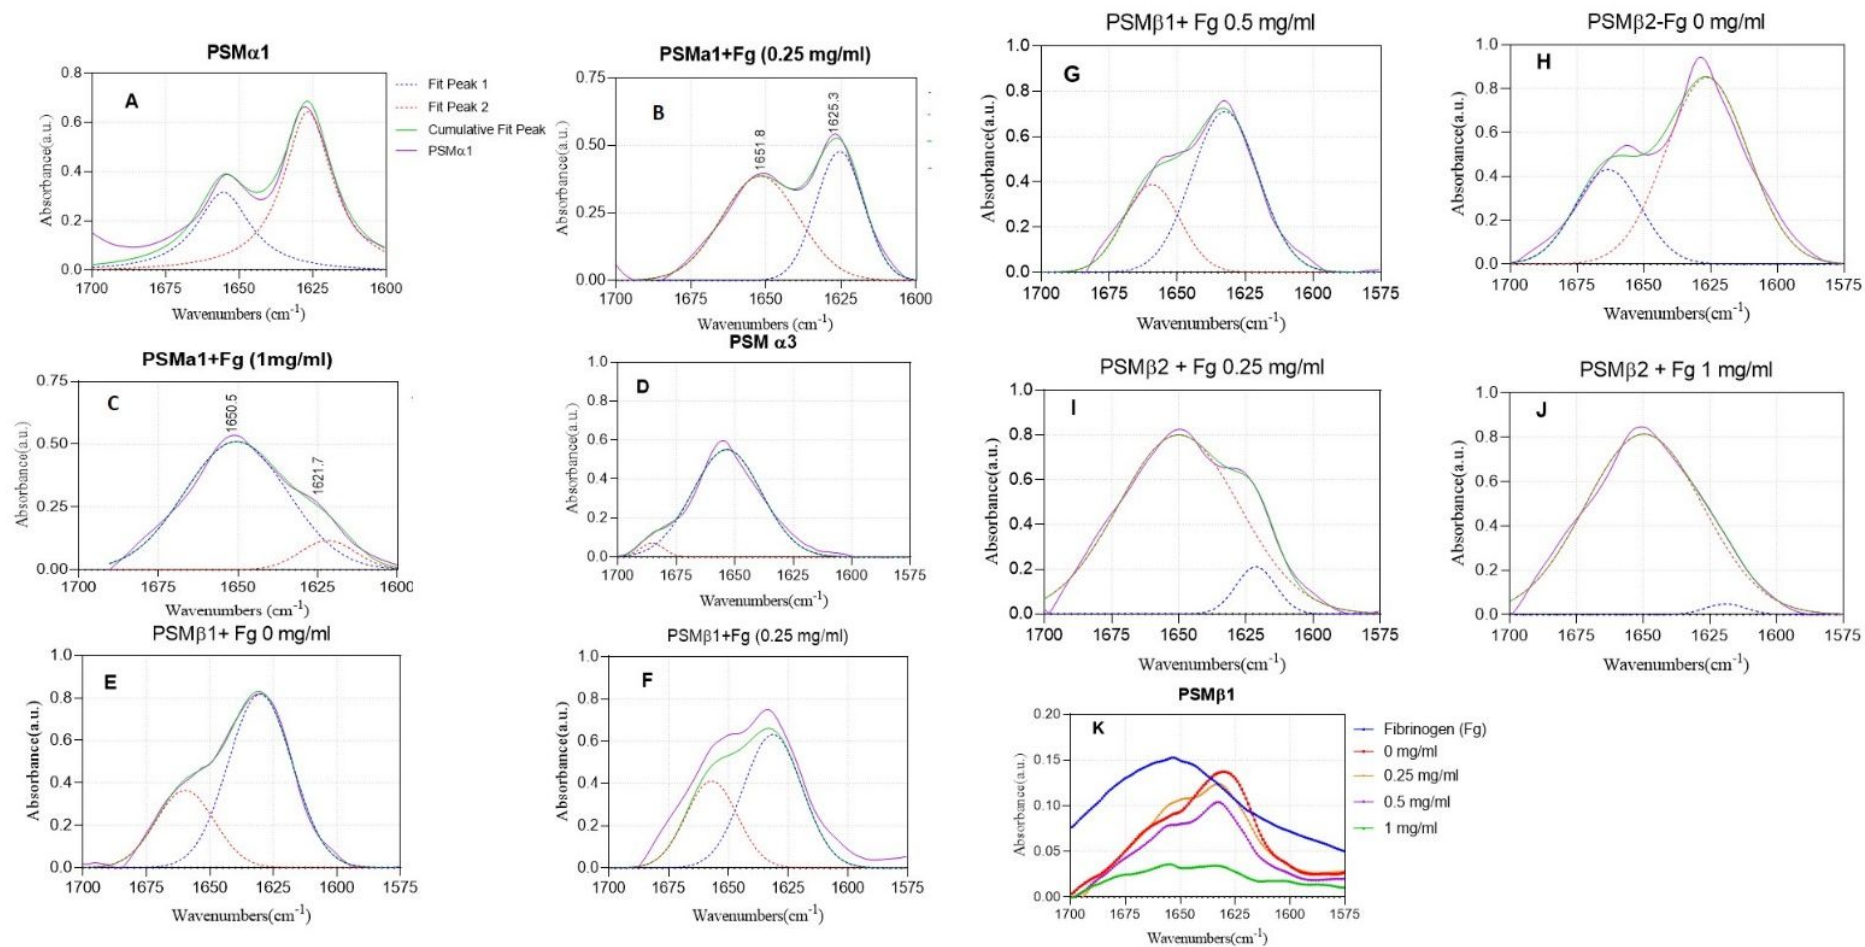 PSMα1
A
0.8
0.6
0.4
0.2
0.0
Absorbance(a.u.)
1700 1675 1650 1625 1600
Wavenumbers (cm⁻¹)
Fit Peak 1
Fit Peak 2
Cumulative Fit Peak
PSMα1
PSMa1+Fg (0.25 mg/ml)
B
1651.8
1625.3
0.75
0.50
0.25
0.00
Absorbance(a.u.)
1700 1675 1650 1625 1600
Wavenumbers (cm⁻¹)
PSMa1+Fg (1mg/ml)
C
1650.5
1621.7
0.75
0.50
0.25
0.00
Absorbance(a.u.)
1700 1675 1650 1625 1600
Wavenumbers (cm⁻¹)
PSM α3
D
1.0
0.8
0.6
0.4
0.2
0.0
Absorbance(a.u.)
1700 1675 1650 1625 1600 1575
Wavenumbers(cm⁻¹)
PSMβ1+ Fg 0 mg/ml
E
1.0
0.8
0.6
0.4
0.2
0.0
Absorbance(a.u.)
1700 1675 1650 1625 1600 1575
Wavenumbers(cm⁻¹)
PSMβ1+Fg (0.25 mg/ml)
F
1.0
0.8
0.6
0.4
0.2
0.0
Absorbance(a.u.)
1700 1675 1650 1625 1600 1575
Wavenumbers(cm⁻¹)
PSMβ1+ Fg 0.5 mg/ml
G
1.0
0.8
0.6
0.4
0.2
0.0
Absorbance(a.u.)
1700 1675 1650 1625 1600 1575
Wavenumbers(cm⁻¹)
PSMβ2-Fg 0 mg/ml
H
1.0
0.8
0.6
0.4
0.2
0.0
Absorbance(a.u.)
1700 1675 1650 1625 1600 1575
Wavenumbers(cm⁻¹)
PSMβ2 + Fg 0.25 mg/ml
I
1.0
0.8
0.6
0.4
0.2
0.0
Absorbance(a.u.)
1700 1675 1650 1625 1600 1575
Wavenumbers(cm⁻¹)
PSMβ2 + Fg 1 mg/ml
J
1.0
0.8
0.6
0.4
0.2
0.0
Absorbance(a.u.)
1700 1675 1650 1625 1600 1575
Wavenumbers(cm⁻¹)
PSMβ1
K
0.20
0.15
0.10
0.05
0.00
Absorbance(a.u.)
1700 1675 1650 1625 1600 1575
Wavenumbers(cm⁻¹)
Fibrinogen (Fg)
0 mg/ml
0.25 mg/ml
0.5 mg/ml
1 mg/ml